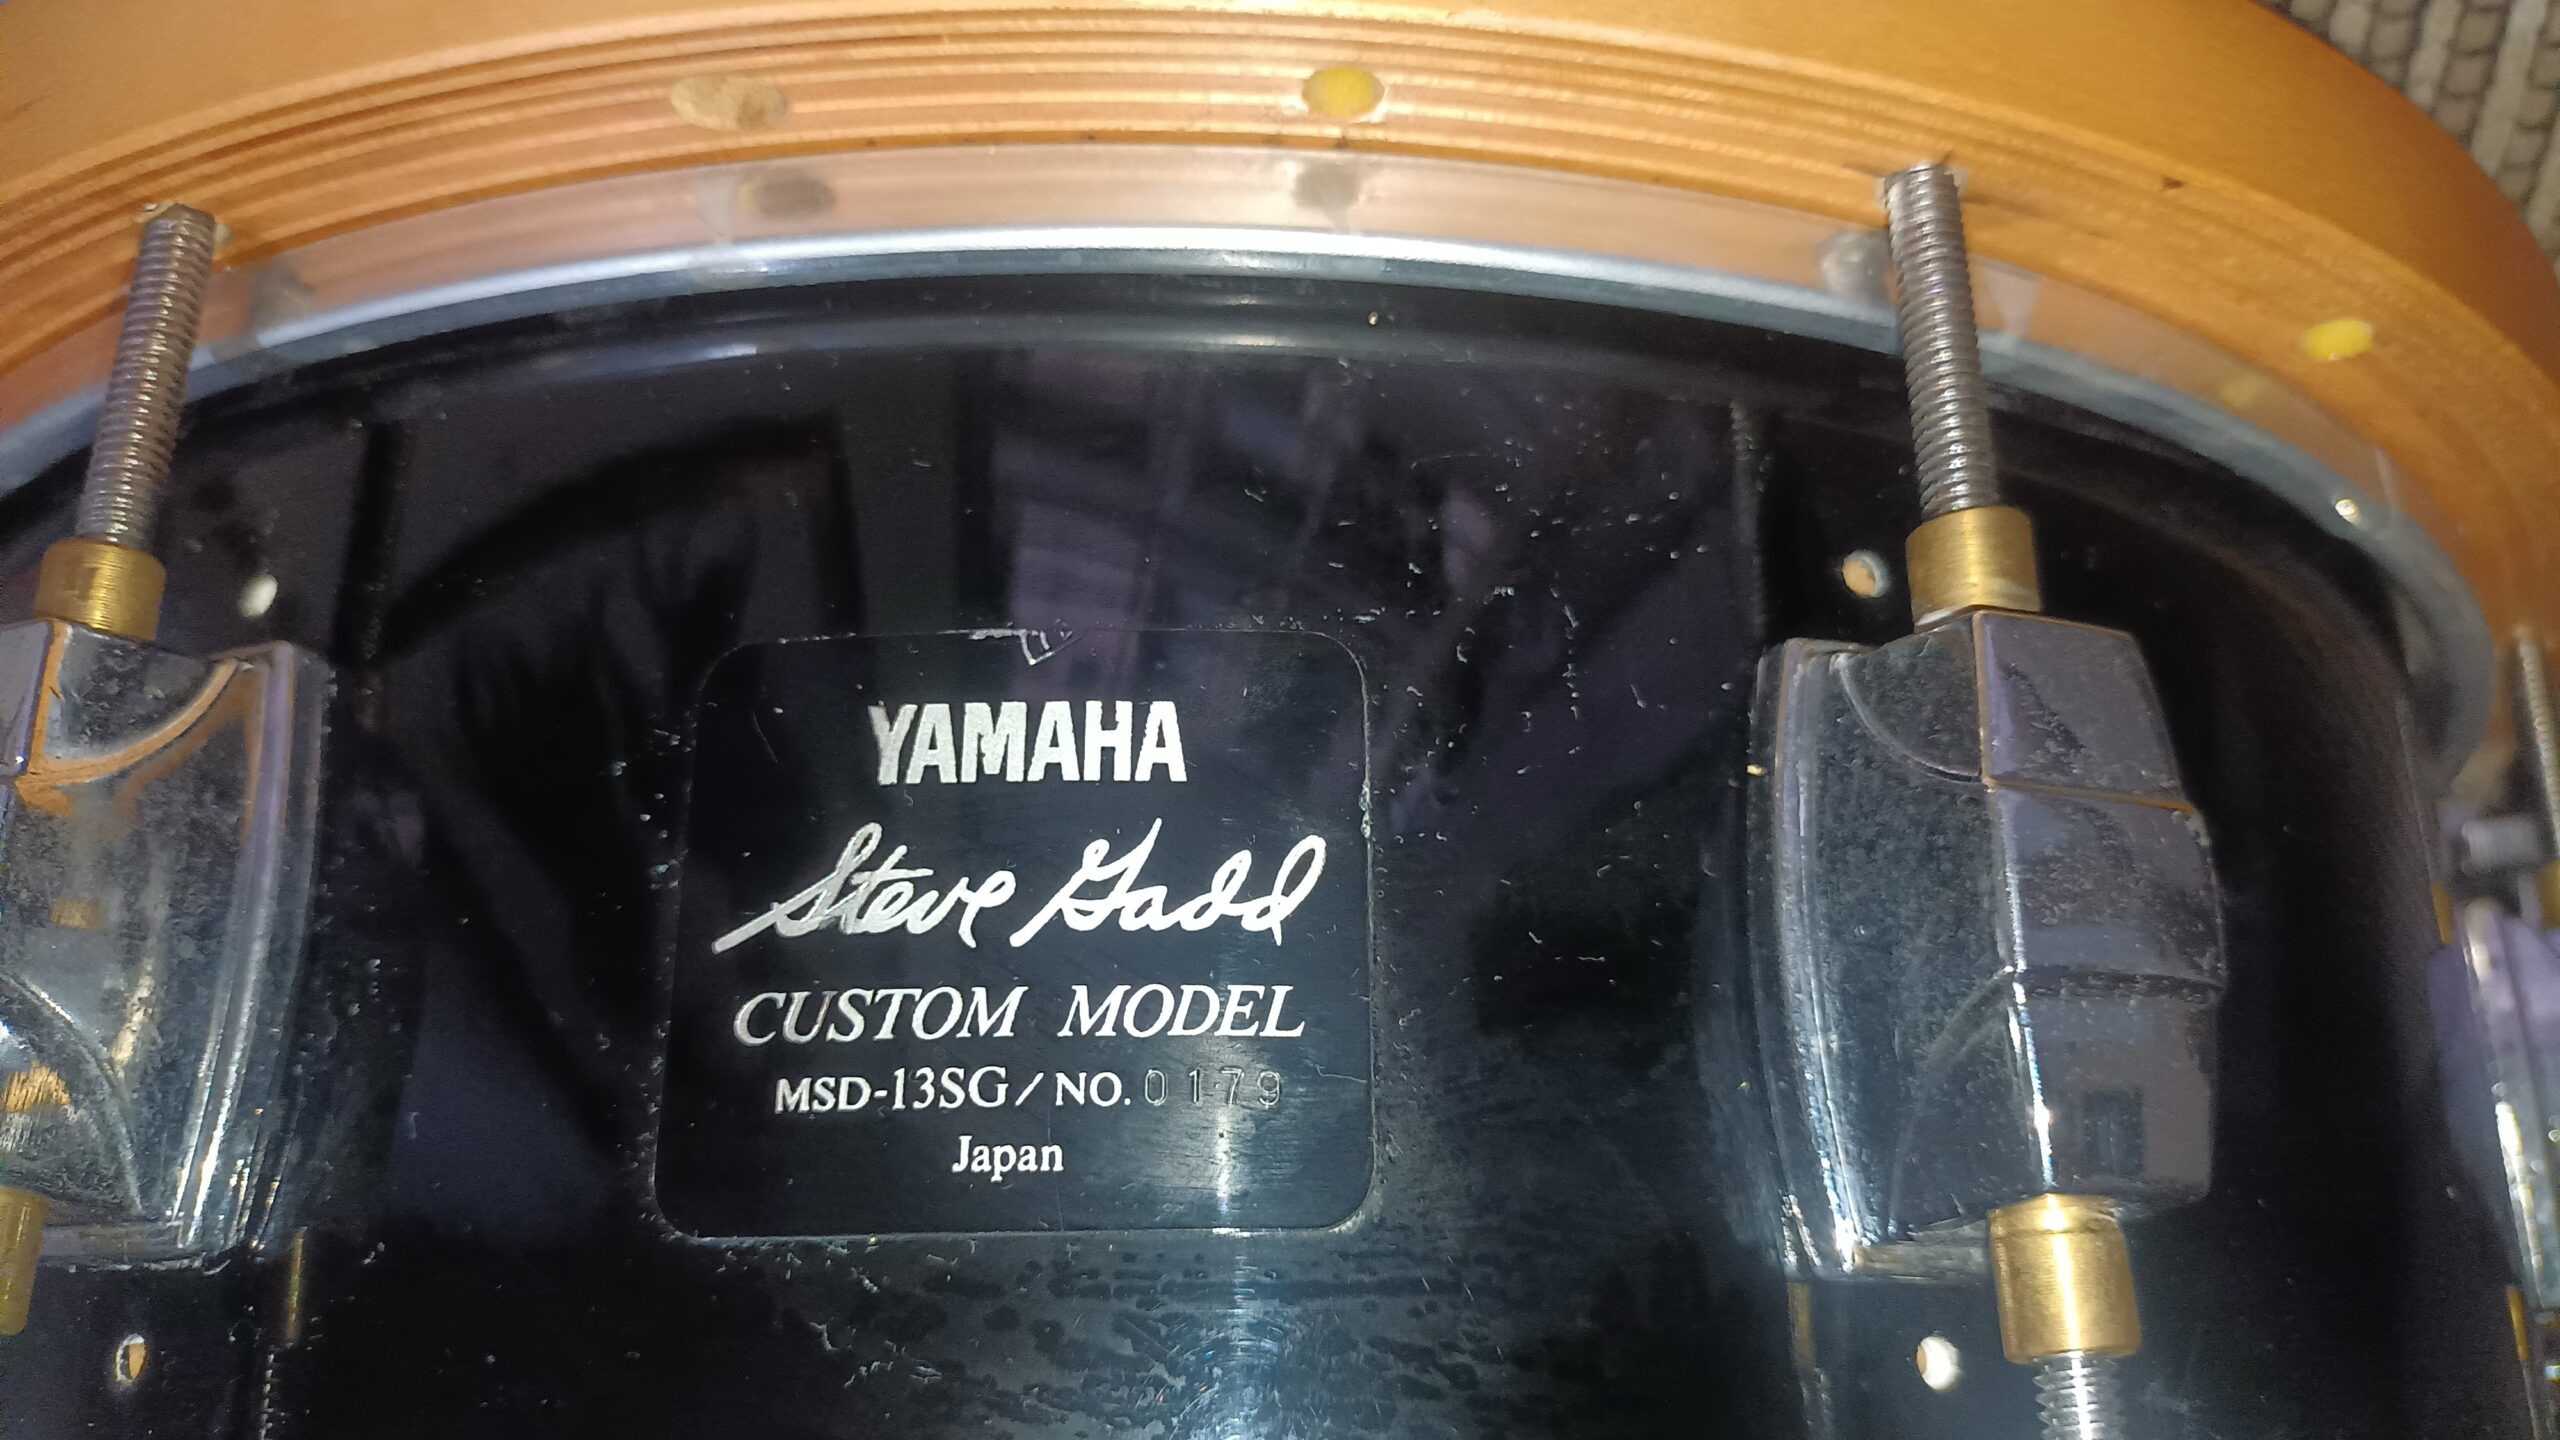 YAMAHA
Steve Gadd
CUSTOM MODEL
MSD-13SG/NO. 0179
Japan